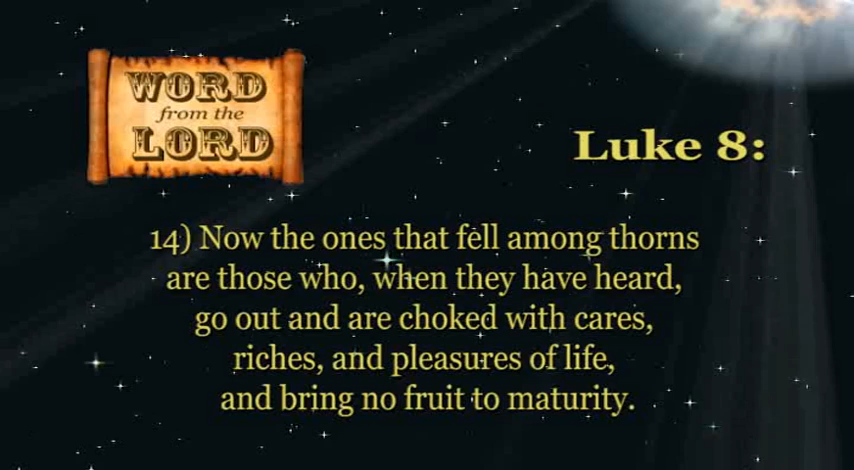 WORD
from the
LORD
Luke 8:
14) Now the ones that fell among thorns
are those who, when they have heard,
go out and are choked with cares,
riches, and pleasures of life,
and bring no fruit to maturity.